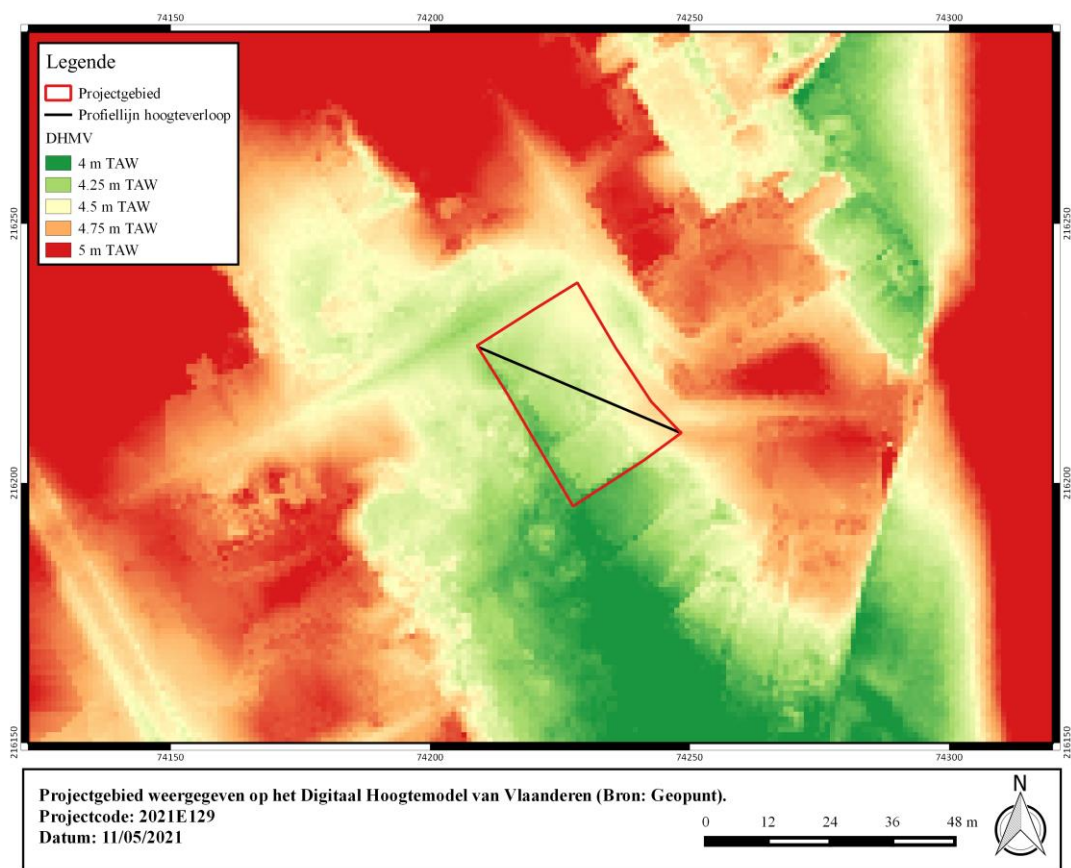 74150 74200 74250 74300
Legende
Projectgebied
Profiellijn hoogteverloop
DHMV
4 m TAW
4.25 m TAW
4.5 m TAW
4.75 m TAW
5 m TAW
216250 216250
216200 216200
216150 216150
74150 74200 74250 74300
Projectgebied weergegeven op het Digitaal Hoogtemodel van Vlaanderen (Bron: Geopunt).
Projectcode: 2021E129
Datum: 11/05/2021
0 12 24 36 48 m
N